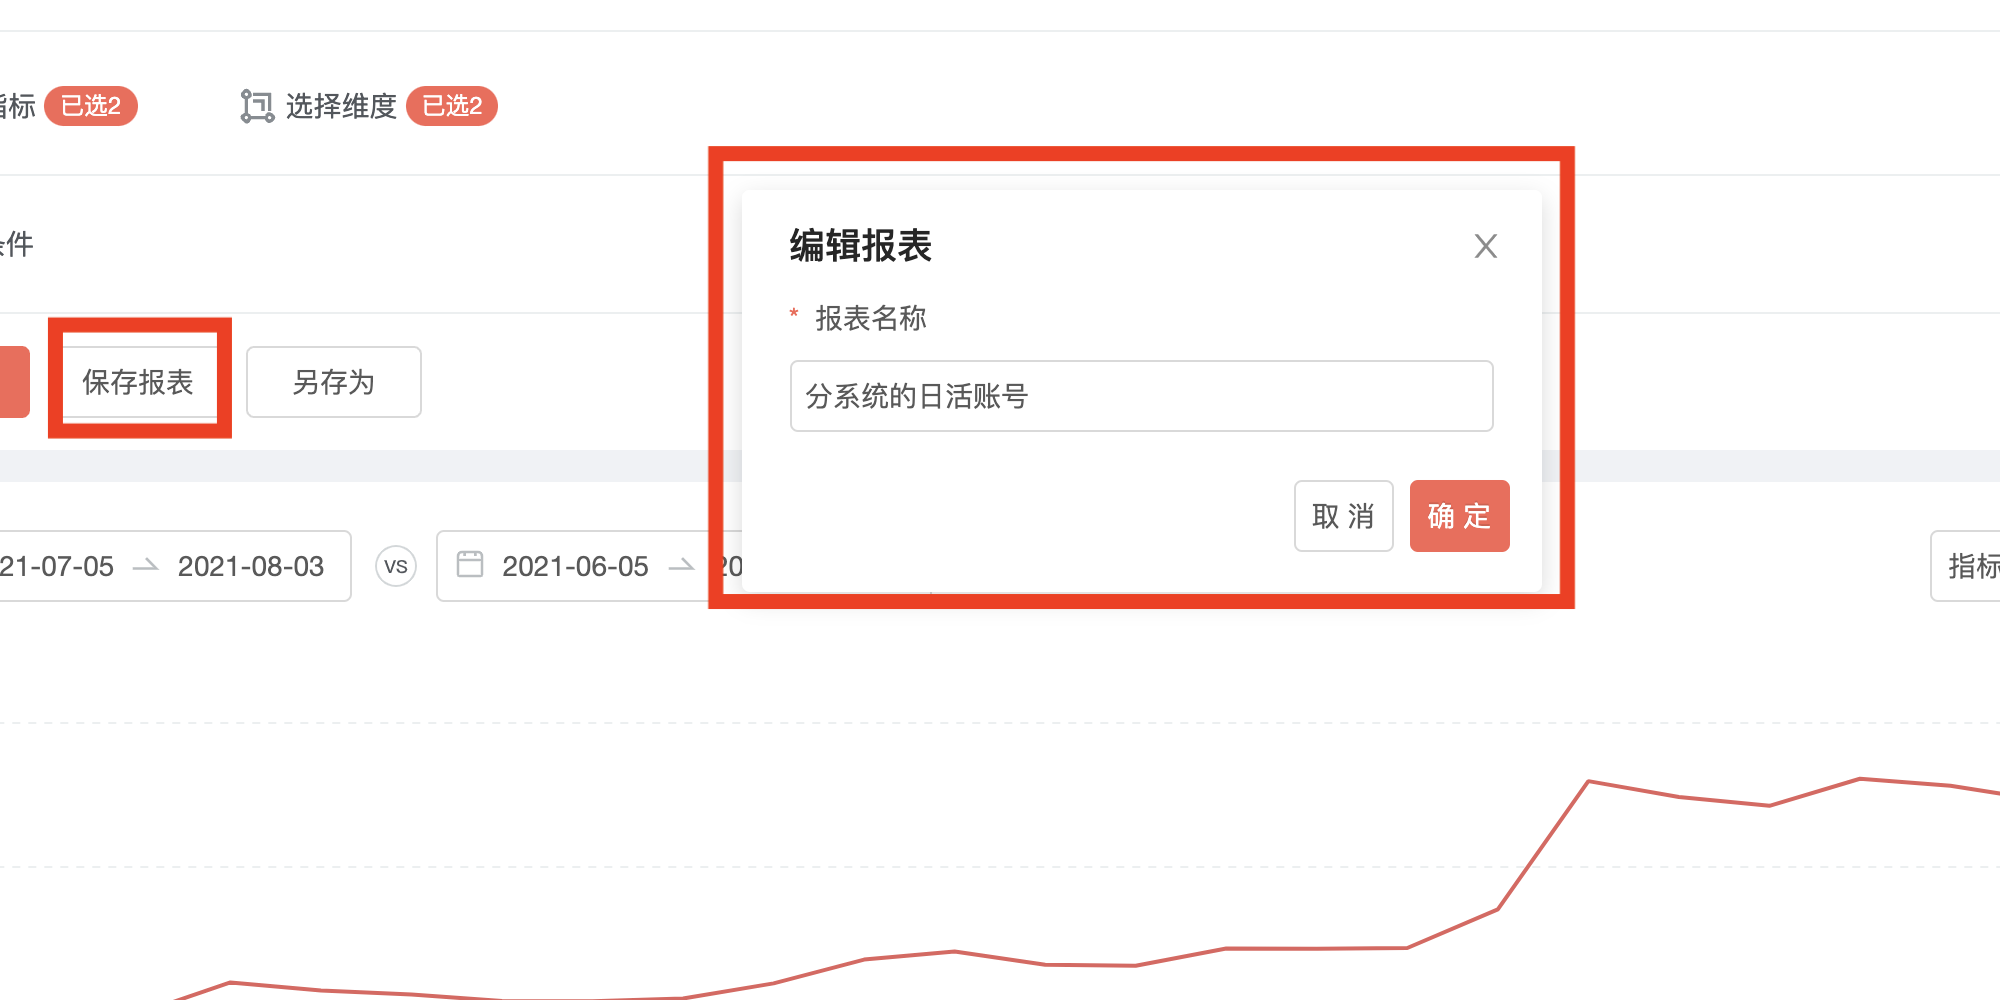 指标 已选2 选择维度 已选2
条件
编辑报表
* 报表名称
分系统的日活账号
取 消 确 定
保存报表 另存为
21-07-05 2021-08-03 vs 2021-06-05 20
指标